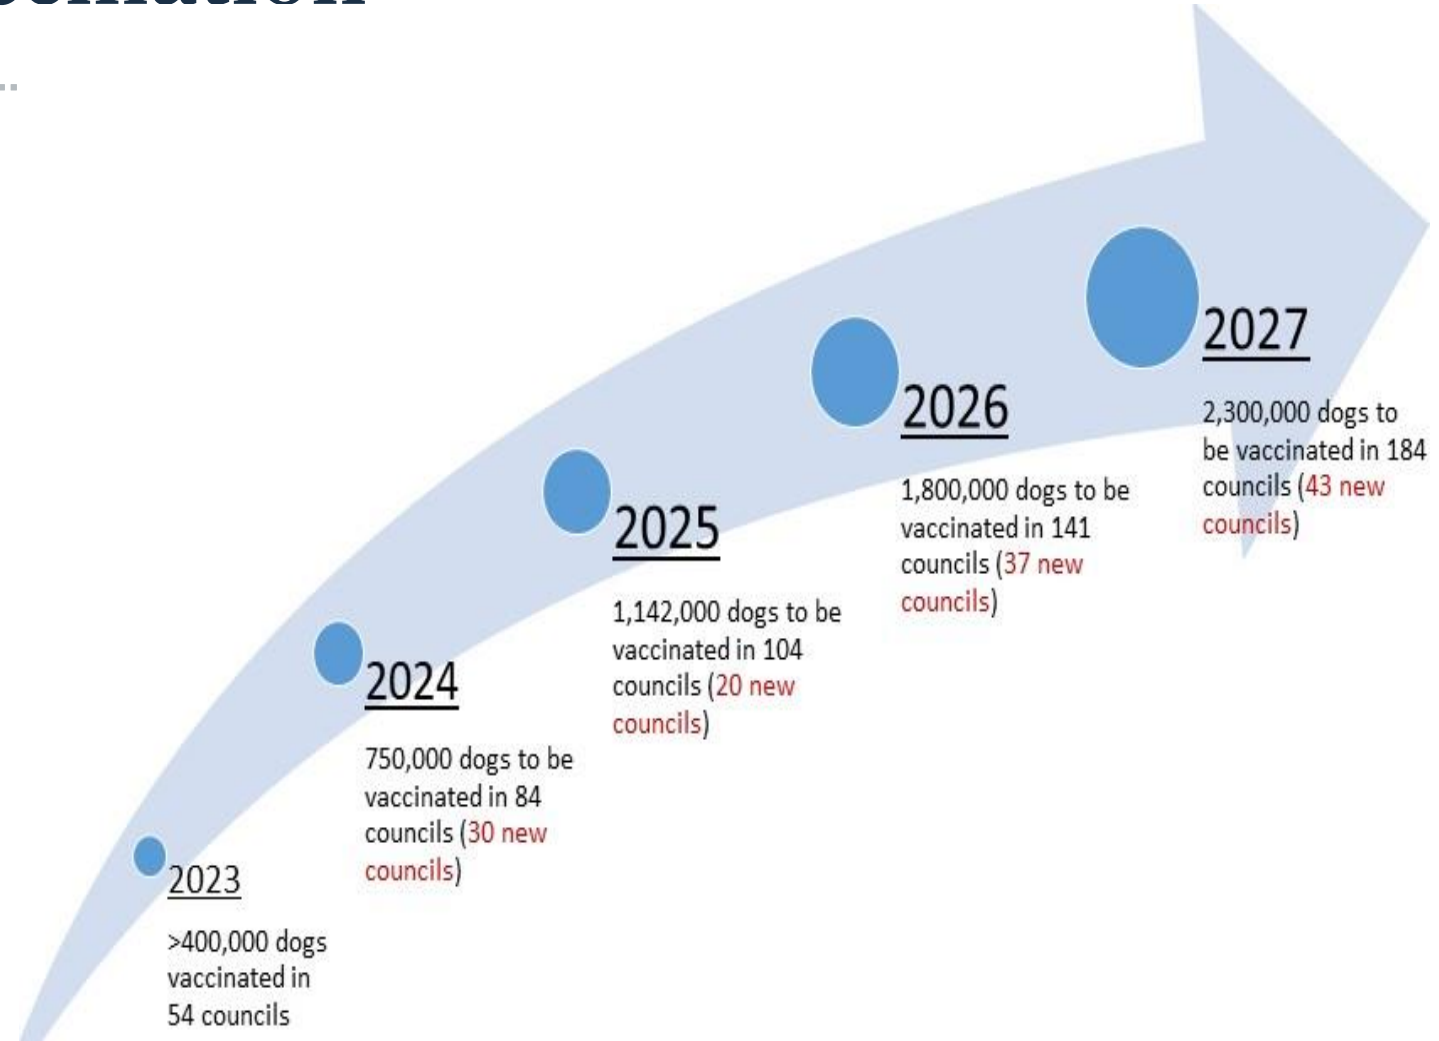 2027
2,300,000 dogs to
be vaccinated in 184
councils (43 new
councils)
2026
1,800,000 dogs to be
vaccinated in 141
councils (37 new
councils)
2025
1,142,000 dogs to be
vaccinated in 104
councils (20 new
councils)
2024
750,000 dogs to be
vaccinated in 84
councils (30 new
councils)
2023
>400,000 dogs
vaccinated in
54 councils